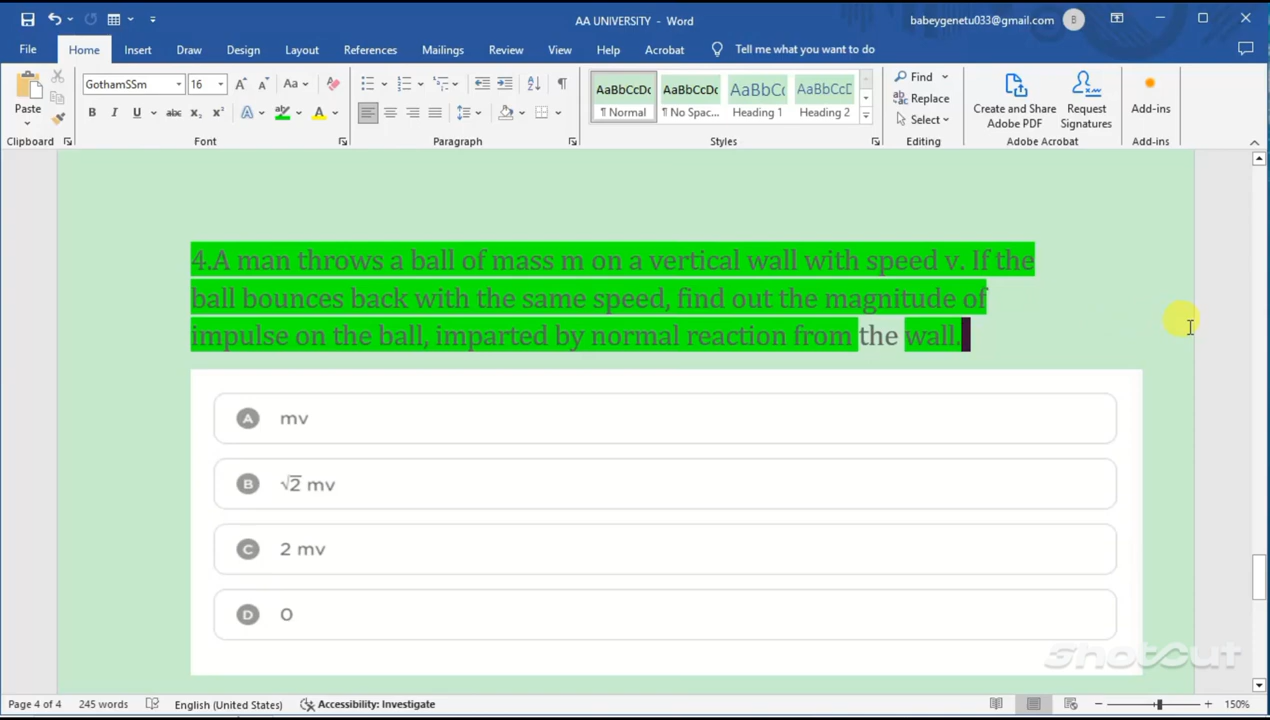 AA UNIVERSITY - Word
babeygenetu033@gmail.com
B
File Home Insert Draw Design Layout References Mailings Review View Help Acrobat Tell me what you want to do
Paste
GothamSSm 16
AaBbCcDc AaBbCcDc AaBbCc AaBbCcD
¶ Normal ¶ No Spac... Heading 1 Heading 2
Find
Replace
Select
Create and Share Adobe PDF
Request Signatures
Add-ins
Clipboard Font Paragraph Styles Editing Adobe Acrobat Add-ins
4.A man throws a ball of mass m on a vertical wall with speed v. If the
ball bounces back with the same speed, find out the magnitude of
impulse on the ball, imparted by normal reaction from the wall.
A mv
B √2 mv
C 2 mv
D 0
Shotcut
Page 4 of 4 245 words English (United States) Accessibility: Investigate 150%